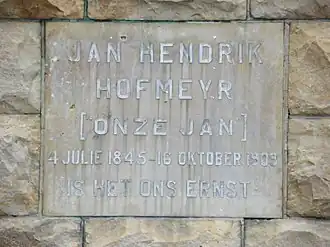 JAN HENDRIK
HOFMEYR
[ONZE JAN]
4 JULIE 1845-16 OKTOBER 1909
IS HET ONS ERNST